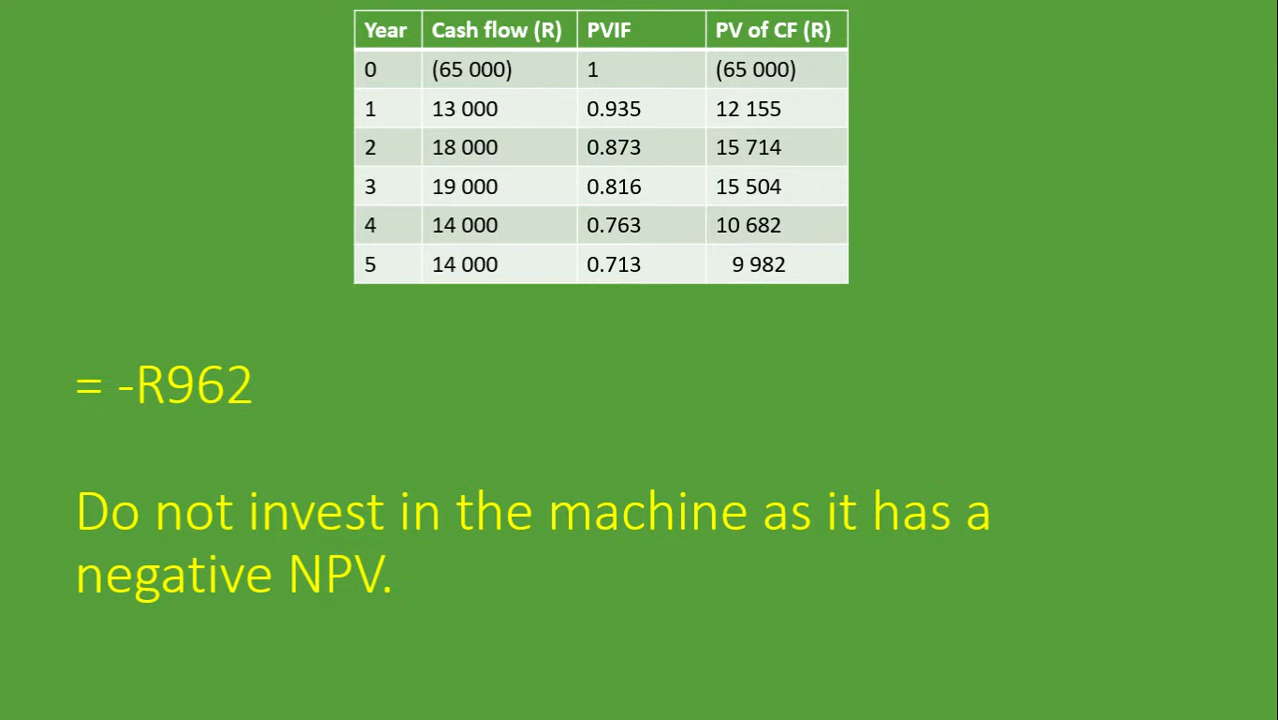 Year Cash flow (R) PVIF PV of CF (R)
0 (65 000) 1 (65 000)
1 13 000 0.935 12 155
2 18 000 0.873 15 714
3 19 000 0.816 15 504
4 14 000 0.763 10 682
5 14 000 0.713 9 982
= -R962
Do not invest in the machine as it has a
negative NPV.